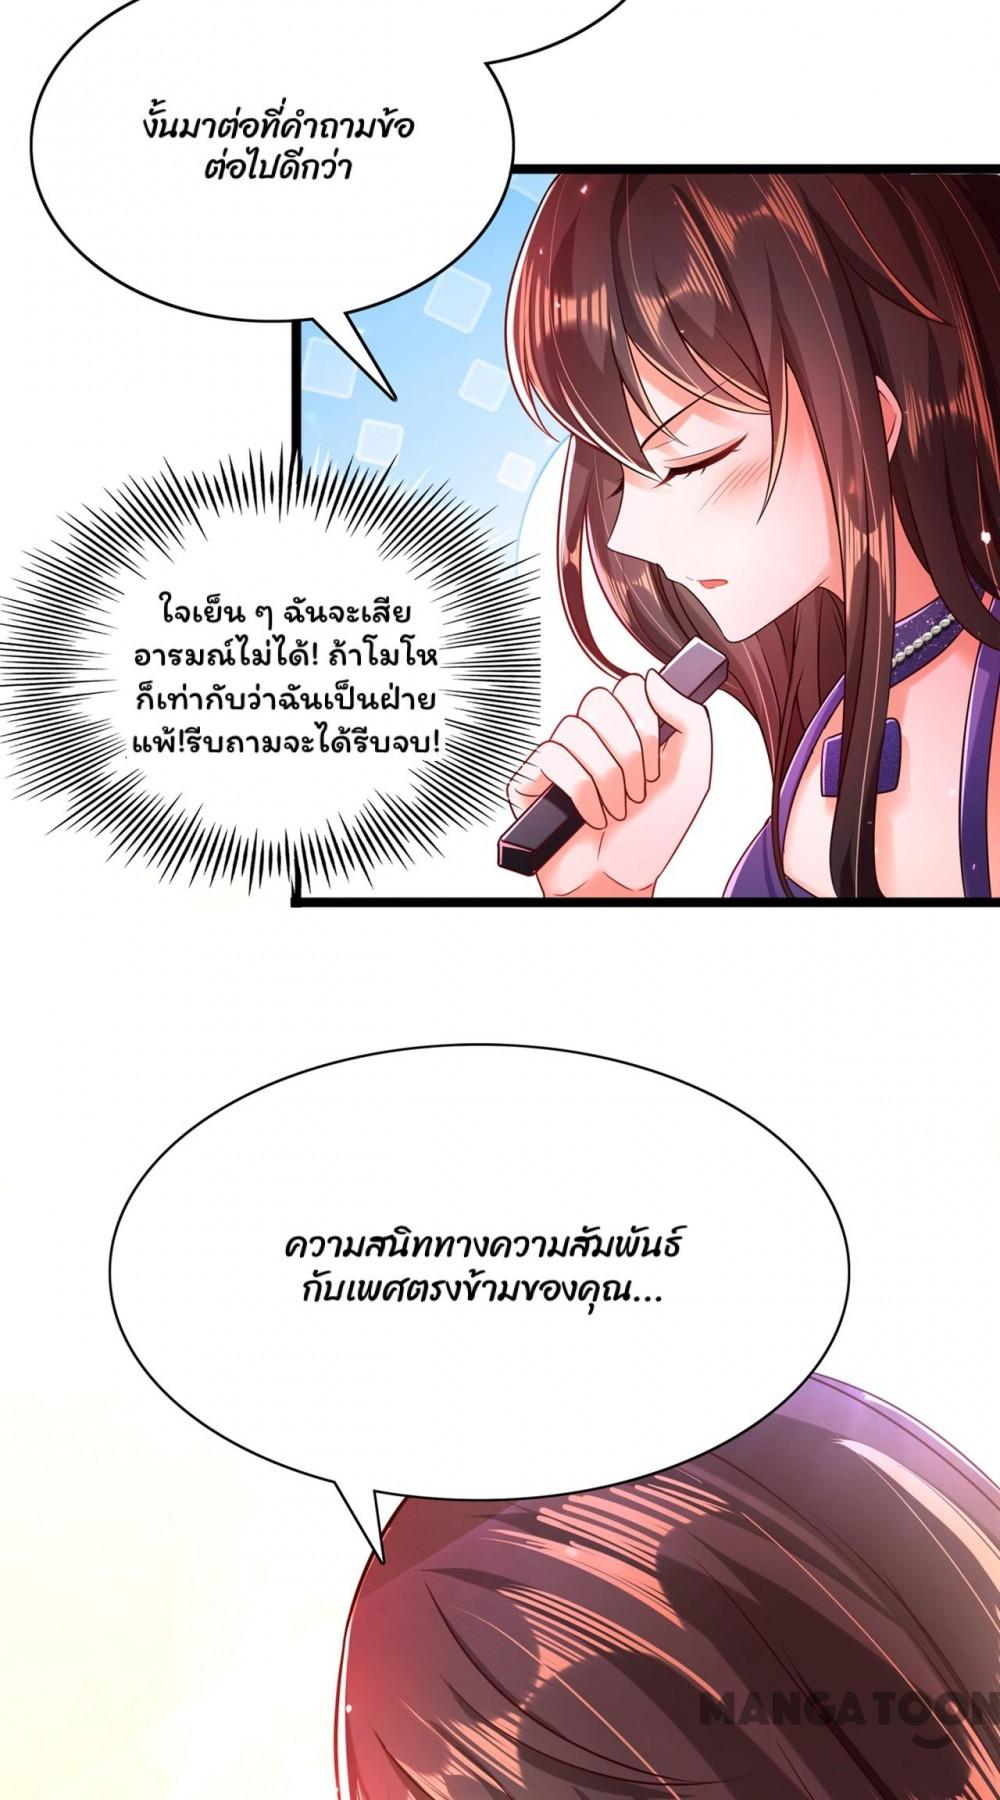 งั้นมาต่อที่คำถามข้อ
ต่อไปดีกว่า
ใจเย็น ๆ ฉันจะเสีย
อารมณ์ไม่ได้! ถ้าโมโห
ก็เท่ากับว่าฉันเป็นฝ่าย
แพ้!รีบถามจะได้รีบจบ!
ความสนิททางความสัมพันธ์
กับเพศตรงข้ามของคุณ...
MANGATOON